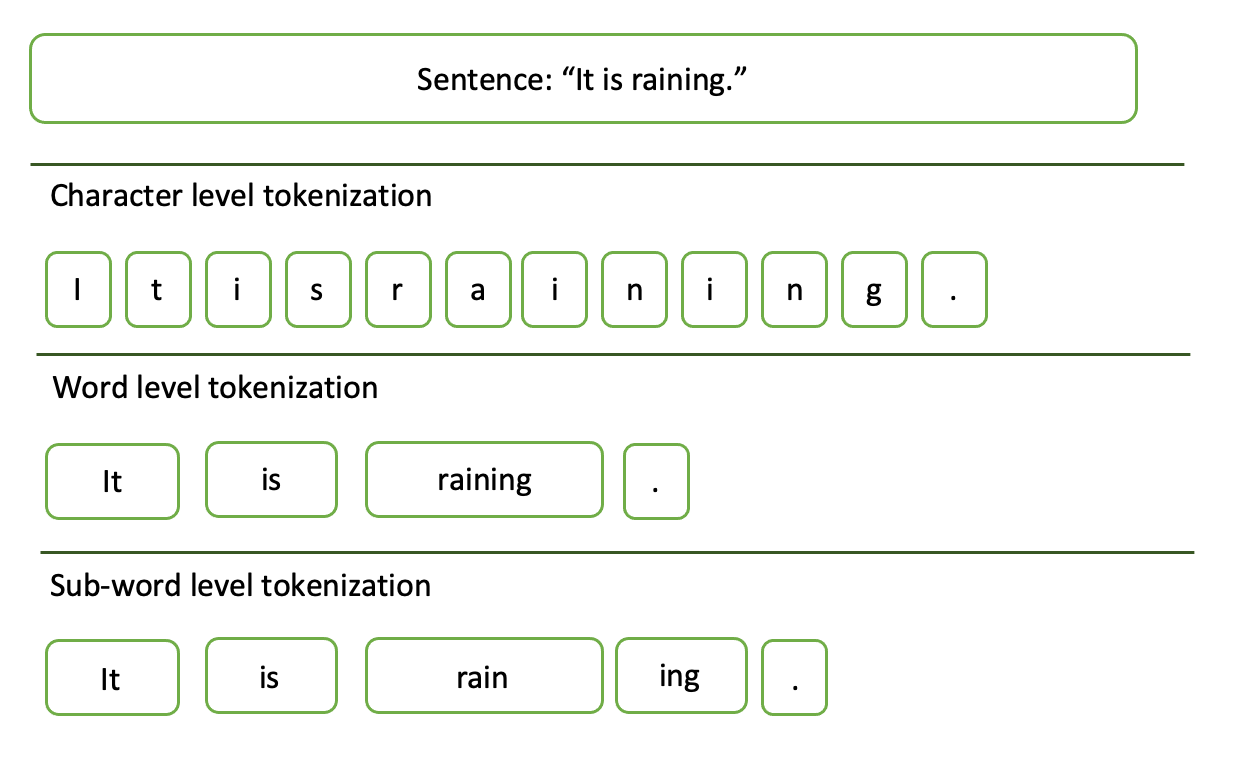 Sentence: “It is raining.”
Character level tokenization
I t i s r a i n i n g .
Word level tokenization
It is raining .
Sub-word level tokenization
It is rain ing .